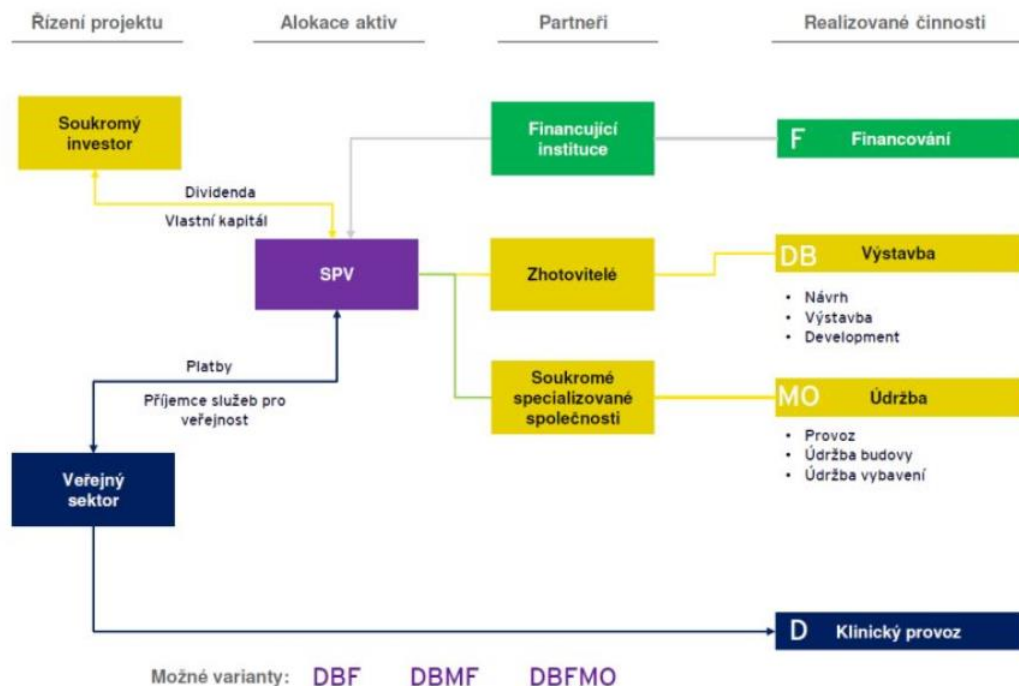 Řízení projektu
Alokace aktiv
Partneři
Realizované činnosti
Soukromý
investor
Financující
instituce
F Financování
Dividenda
Vlastní kapitál
SPV
Zhotovitelé
DB Výstavba
• Návrh
• Výstavba
• Development
Platby
Příjemce služeb pro
veřejnost
Soukromé
specializované
společnosti
MO Údržba
• Provoz
• Údržba budovy
• Údržba vybavení
Veřejný
sektor
D Klinický provoz
Možné varianty: DBF DBMF DBFMO